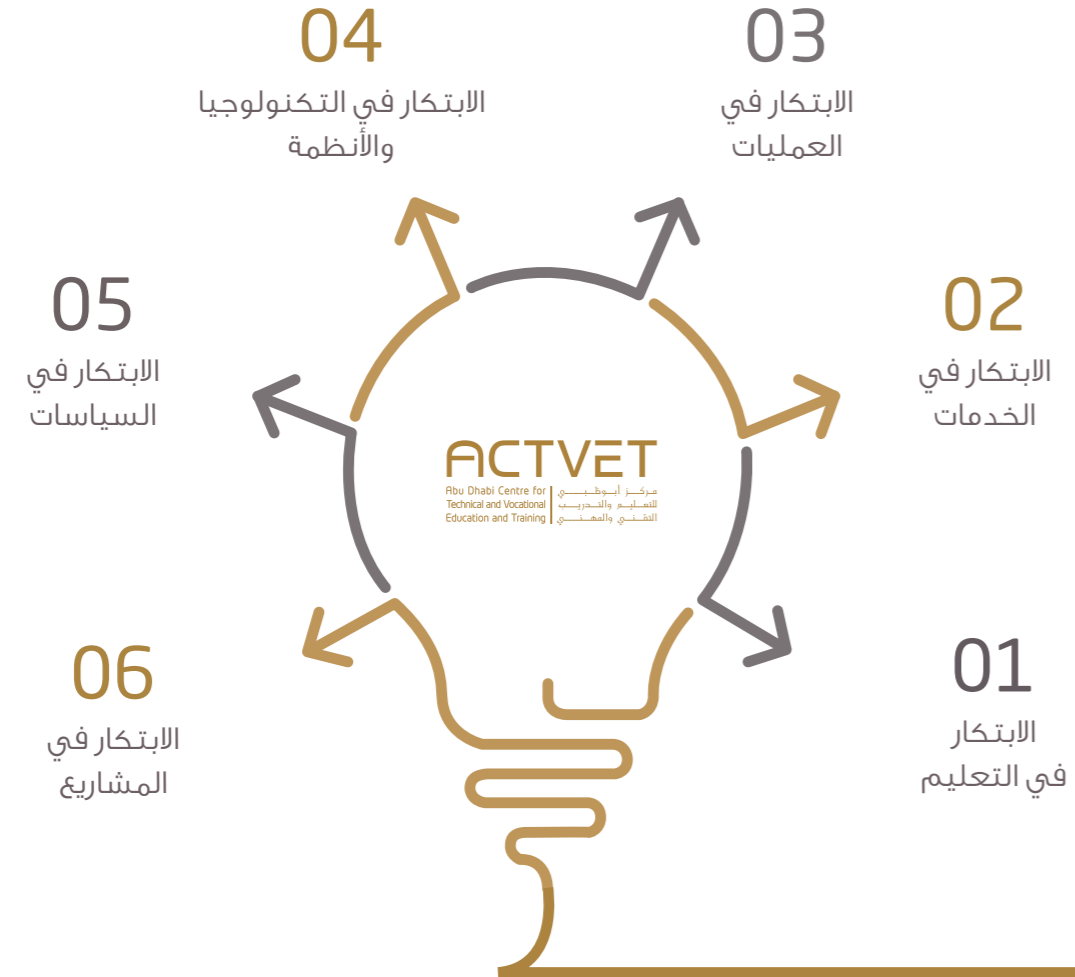 04
الابتكار في التكنولوجيا
والأنظمة
03
الابتكار في
العمليات
05
الابتكار في
السياسات
02
الابتكار في
الخدمات
ACTVET
Abu Dhabi Centre for
Technical and Vocational
Education and Training
مركز أبوظبي
للتعليم والتدريب
التقني والمهني
06
الابتكار في
المشاريع
01
الابتكار
في التعليم